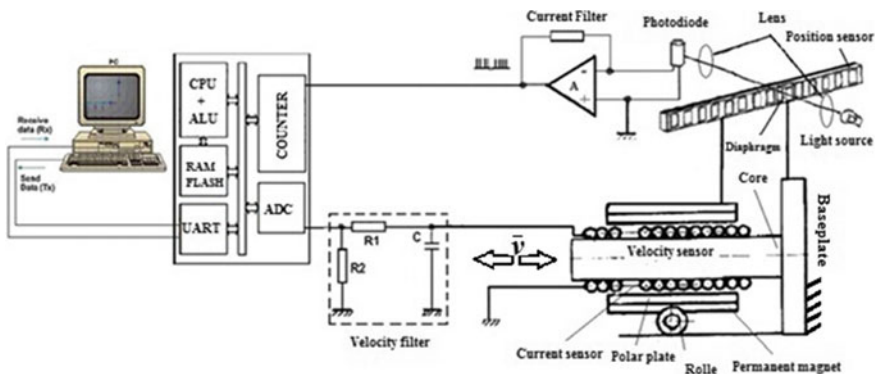 PC
Receive
data (Rx)
Send
Data (Tx)
CPU
+
ALU
RAM
FLASH
UART
COUNTER
ADC
R1
R2
C
Velocity filter
Current Filter
A
-
+
Photodiode
Lens
Position sensor
Diaphragm
Light source
Core
Baseplate
v̄
Velocity sensor
Current sensor
Polar plate
Rolle
Permanent magnet